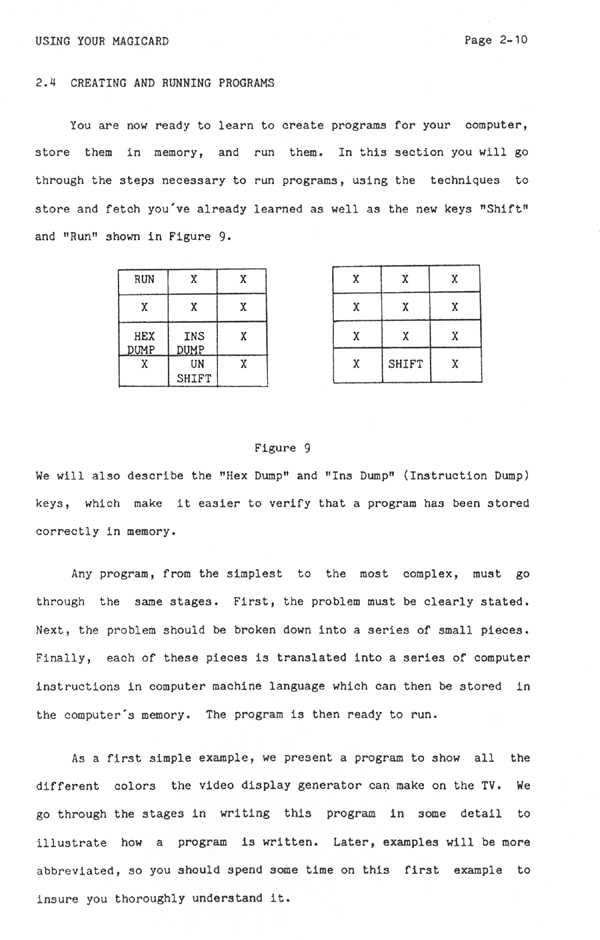 USING YOUR MAGICARD Page 2-10
2.4 CREATING AND RUNNING PROGRAMS
You are now ready to learn to create programs for your computer,
store them in memory, and run them. In this section you will go
through the steps necessary to run programs, using the techniques to
store and fetch you've already learned as well as the new keys "Shift"
and "Run" shown in Figure 9.
RUN X X
X X X
HEX INS X
DUMP DUMP
X UN X
SHIFT
X X X
X X X
X X X
X SHIFT X
Figure 9
We will also describe the "Hex Dump" and "Ins Dump" (Instruction Dump)
keys, which make it easier to verify that a program has been stored
correctly in memory.
Any program, from the simplest to the most complex, must go
through the same stages. First, the problem must be clearly stated.
Next, the problem should be broken down into a series of small pieces.
Finally, each of these pieces is translated into a series of computer
instructions in computer machine language which can then be stored in
the computer's memory. The program is then ready to run.
As a first simple example, we present a program to show all the
different colors the video display generator can make on the TV. We
go through the stages in writing this program in some detail to
illustrate how a program is written. Later, examples will be more
abbreviated, so you should spend some time on this first example to
insure you thoroughly understand it.